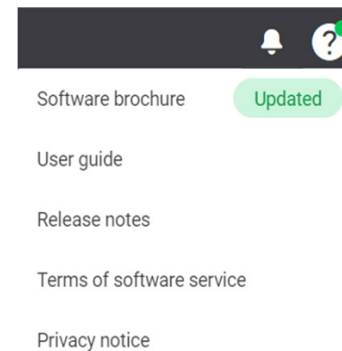 ?
Software brochure Updated
User guide
Release notes
Terms of software service
Privacy notice